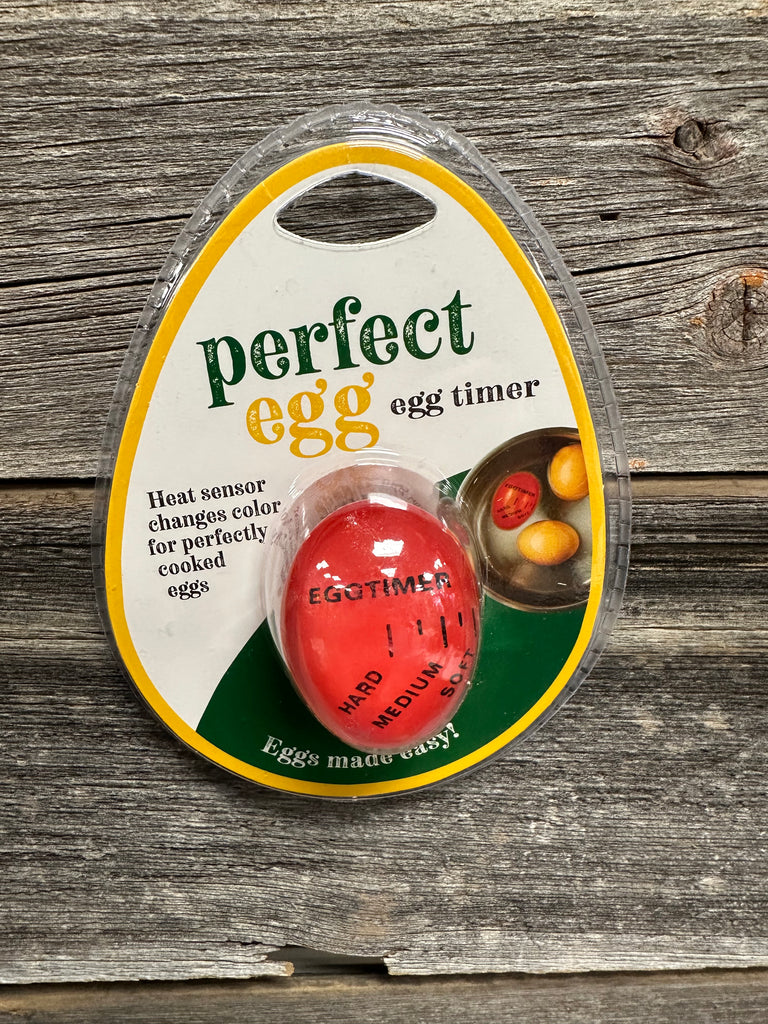 perfect
egg egg timer
Heat sensor
changes color
for perfectly
cooked
eggs
EGGTIMER
HARD
MEDIUM
SOFT
Eggs made easy!
EGGTIMER